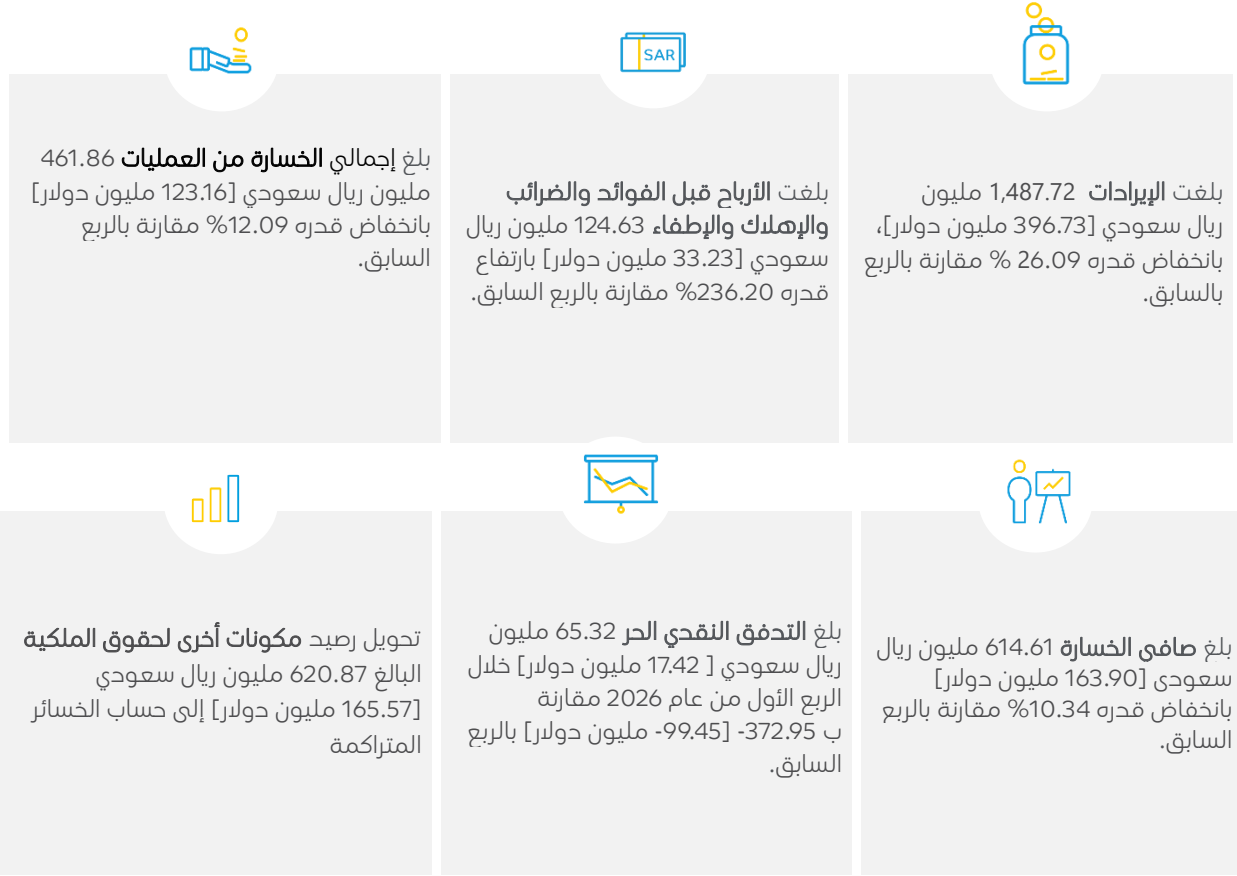 SAR
بلغت الإيرادات 1,487.72 مليون
ريال سعودي [396.73 مليون دولار]،
بانخفاض قدره 26.09 % مقارنة بالربع
بالسابق.
بلغت الأرباح قبل الفوائد والضرائب
والإهلاك والإطفاء 124.63 مليون ريال
سعودي [33.23 مليون دولار] بارتفاع
قدره 236.20% مقارنة بالربع السابق.
بلغ إجمالي الخسارة من العمليات 461.86
مليون ريال سعودي [123.16 مليون دولار]
بانخفاض قدره 12.09% مقارنة بالربع
السابق.
بلغ صافي الخسارة 614.61 مليون ريال
سعودي [163.90 مليون دولار]
بانخفاض قدره 10.34% مقارنة بالربع
السابق.
بلغ التدفق النقدي الحر 65.32 مليون
ريال سعودي [ 17.42 مليون دولار] خلال
الربع الأول من عام 2026 مقارنة
ب 372.95- [99.45- مليون دولار] بالربع
السابق.
تحويل رصيد مكونات أخرى لحقوق الملكية
البالغ 620.87 مليون ريال سعودي
[165.57 مليون دولار] إلى حساب الخسائر
المتراكمة